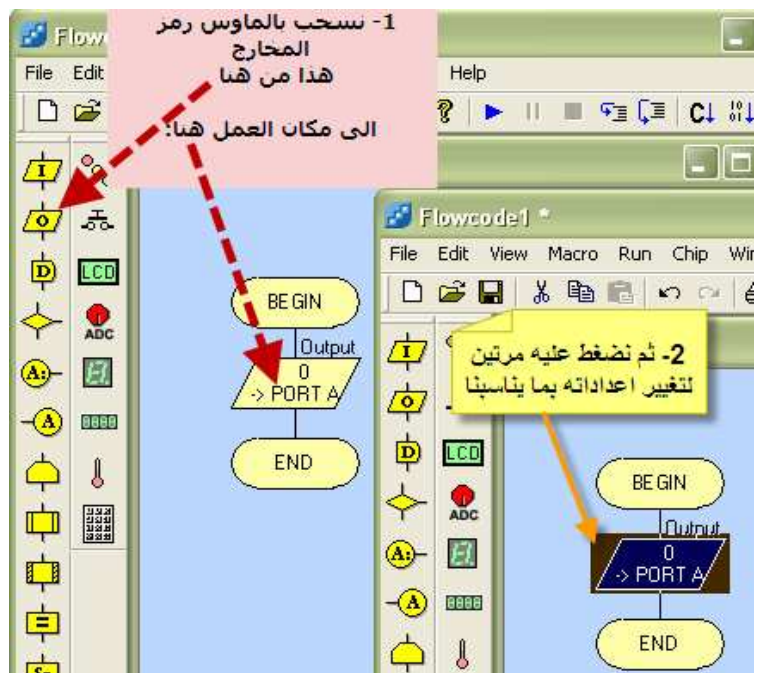 1- نسحب بالماوس رمز
المخارج
هذا من هنا
الى مكان العمل هنا:
File Edit
Help
I
O
D
LCD
ADC
A:
A
BEGIN
Output
0
-> PORT A
END
Flowcode1 *
File Edit View Macro Run Chip
2- ثم نضغط عليه مرتين
لتغيير اعداداته بما يناسبنا
I
O
D
LCD
ADC
A:
A
BEGIN
Output
0
-> PORT A
END